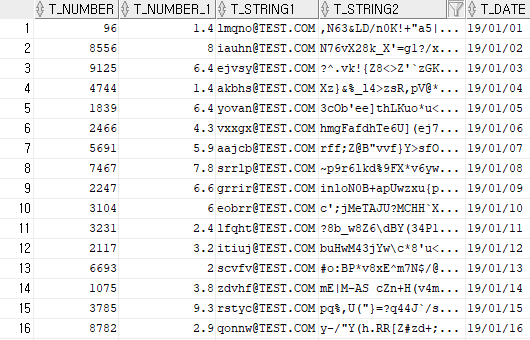 T_NUMBER T_NUMBER_1 T_STRING1 T_STRING2 T_DATE
1 96 1.4 lmqno@TEST.COM ,N63&LD/n0K!+"a5|... 19/01/01
2 8556 8 iauhn@TEST.COM N76vX28k_X'=gl?/x... 19/01/02
3 9125 6.4 ejvsy@TEST.COM ?^.vk!{Z8<>Z'`zGK... 19/01/03
4 4744 1.4 akbhs@TEST.COM Xz}&%_l4>zsR,pV@*... 19/01/04
5 1839 6.4 yovan@TEST.COM 3cOb'ee]thLKuo*u<... 19/01/05
6 2466 4.3 vxxgx@TEST.COM hmgFafdhTe6U](ej7... 19/01/06
7 5691 5.9 aajcb@TEST.COM rff;Z@B"vvf}Y>sfO... 19/01/07
8 7467 7.8 srrlp@TEST.COM ~p9r6lkd%9FX*v6yw... 19/01/08
9 2247 6.6 grrir@TEST.COM inloN0B+apUwzxu{p... 19/01/09
10 3104 6 eobrr@TEST.COM c';jMeTAJU?MCHH`X... 19/01/10
11 3231 2.4 lfqht@TEST.COM ?8b_w8Z6\dBY(34P1... 19/01/11
12 2117 3.2 itiuj@TEST.COM buHwM43jYw\c*8'u<... 19/01/12
13 6693 2 scvfv@TEST.COM #o:BP*v8xE^m7N$/@... 19/01/13
14 1075 3.8 zdvhf@TEST.COM mE|M-AS cZn+H(v4m... 19/01/14
15 3785 9.3 rstyc@TEST.COM pq%,U("}=?q44J`/s... 19/01/15
16 8782 2.9 qonnw@TEST.COM y-/"Y(h.RR[Z#zd+;... 19/01/16